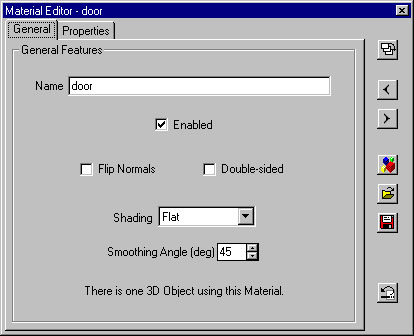 Material Editor - door
General Properties
General Features
Name door
Enabled
Flip Normals Double-sided
Shading Flat
Smoothing Angle (deg) 45
There is one 3D Object using this Material.